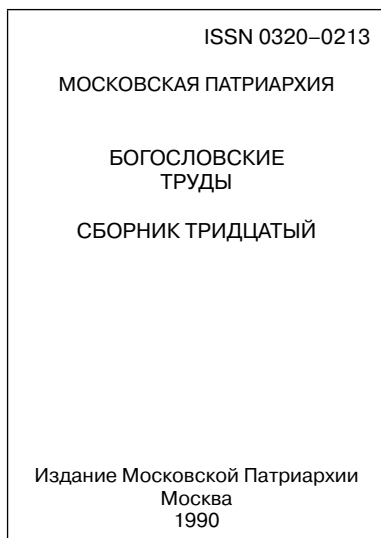 ISSN 0320–0213
МОСКОВСКАЯ ПАТРИАРХИЯ
БОГОСЛОВСКИЕ
ТРУДЫ
СБОРНИК ТРИДЦАТЫЙ
Издание Московской Патриархии
Москва
1990